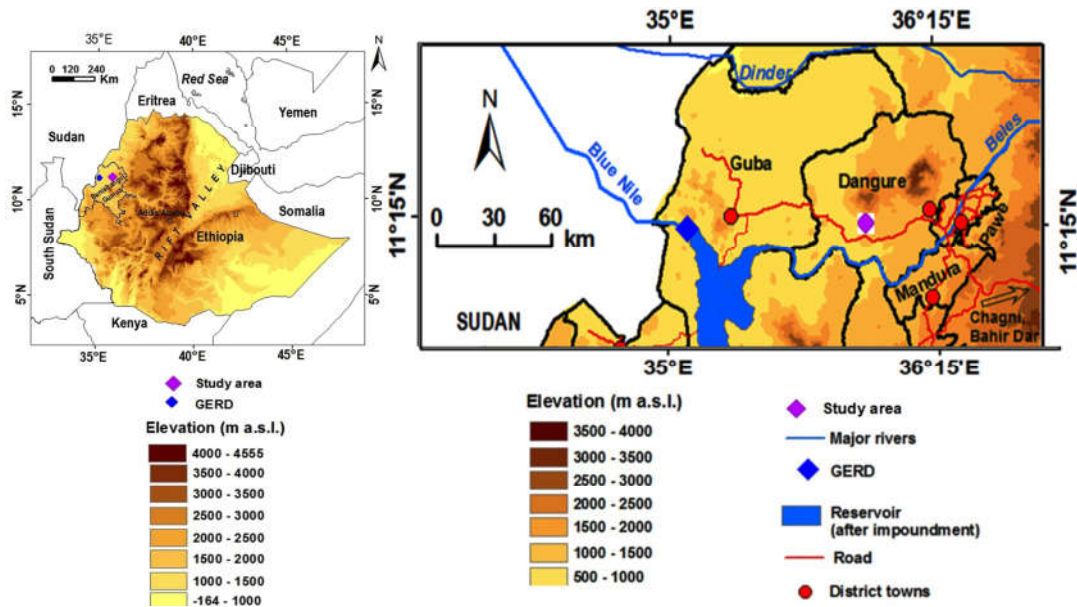 35°E
40°E
N
0 120 240
Km
Red Sea
15°N
15°N
Eritrea
Yemen
Sudan
Djibouti
10°N
10°N
Somalia
RIFT VALLEY
Ethiopia
South Sudan
5°N
5°N
Kenya
35°E
40°E
45°E
Study area
GERD
Elevation (m a.s.l.)
4000 - 4555
3500 - 4000
3000 - 3500
2500 - 3000
2000 - 2500
1500 - 2000
1000 - 1500
-164 - 1000
35°E
36°15'E
Dinder
N
Blue Nile
Guba
Beles
Dangure
11°15'N
11°15'N
0 30 60
km
Pawe
Mandura
SUDAN
Chagni,
Bahir Dar
35°E
36°15'E
Elevation (m a.s.l.)
3500 - 4000
3000 - 3500
2500 - 3000
2000 - 2500
1500 - 2000
1000 - 1500
500 - 1000
Study area
Major rivers
GERD
Reservoir
(after impoundment)
Road
District towns